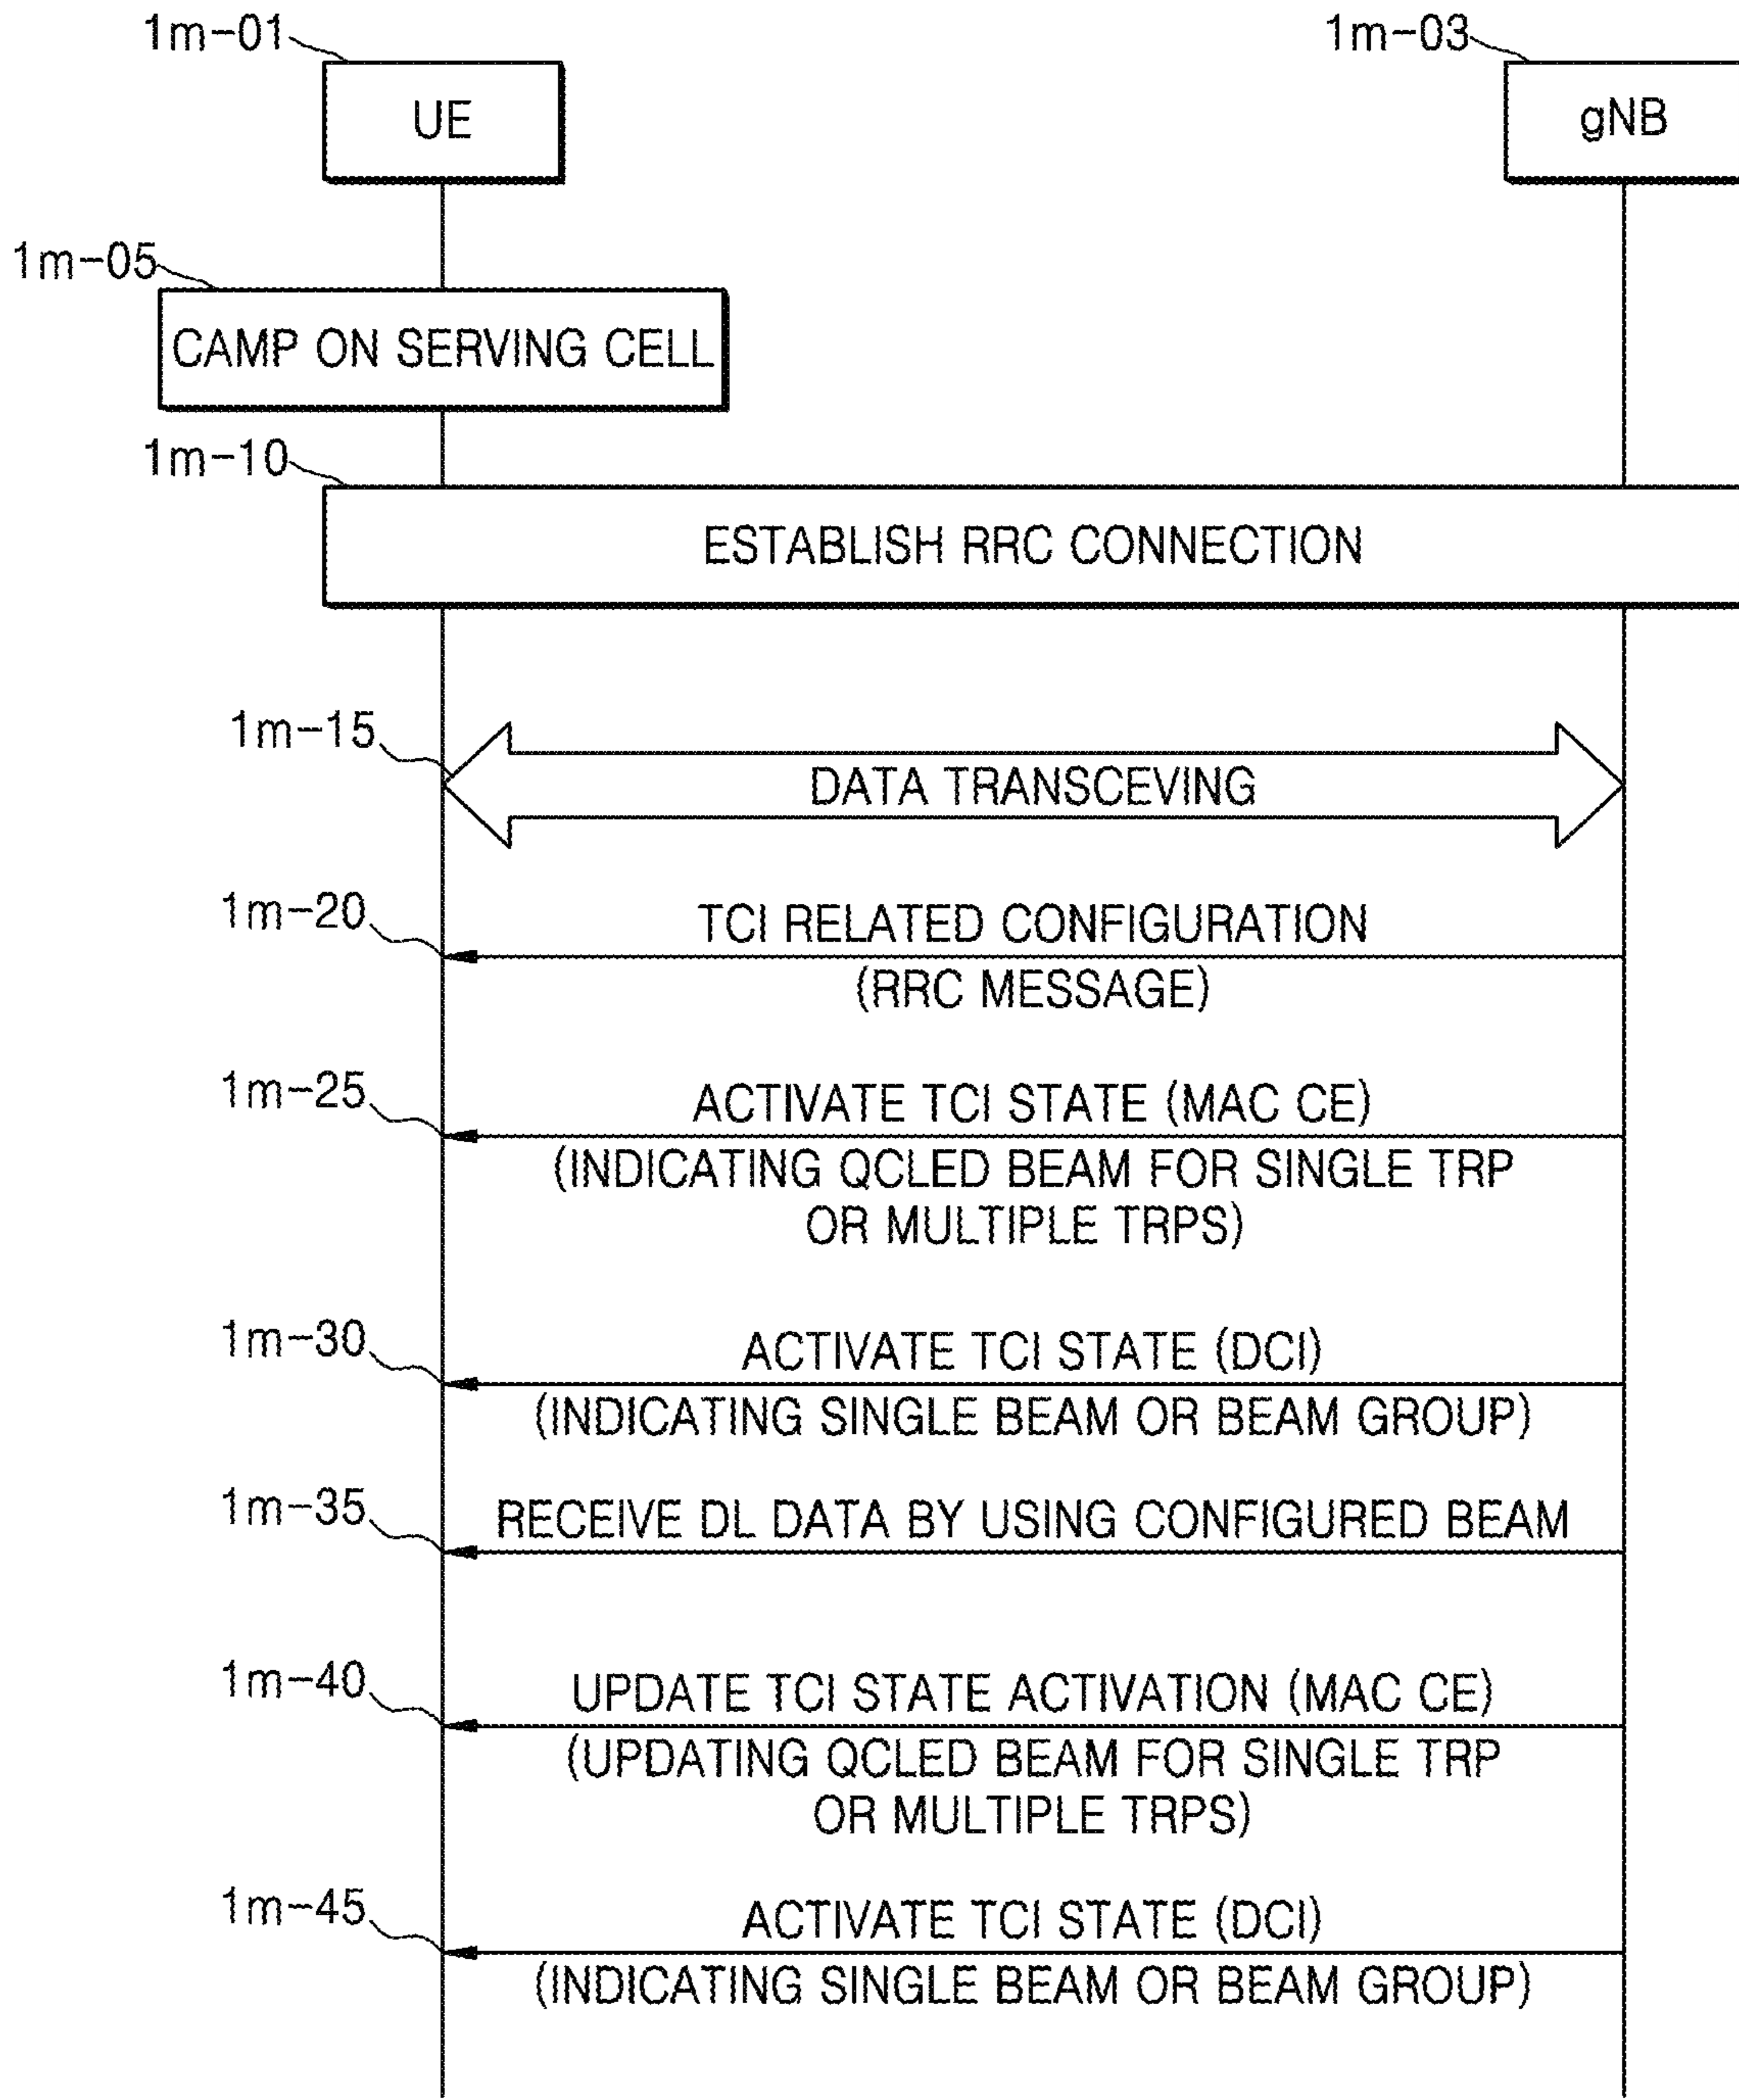 1m-01
1m-03
UE
gNB
1m-05
CAMP ON SERVING CELL
1m-10
ESTABLISH RRC CONNECTION
1m-15
DATA TRANSCEVING
1m-20
TCI RELATED CONFIGURATION
(RRC MESSAGE)
1m-25
ACTIVATE TCI STATE (MAC CE)
(INDICATING QCLED BEAM FOR SINGLE TRP
OR MULTIPLE TRPS)
1m-30
ACTIVATE TCI STATE (DCI)
(INDICATING SINGLE BEAM OR BEAM GROUP)
1m-35
RECEIVE DL DATA BY USING CONFIGURED BEAM
1m-40
UPDATE TCI STATE ACTIVATION (MAC CE)
(UPDATING QCLED BEAM FOR SINGLE TRP
OR MULTIPLE TRPS)
1m-45
ACTIVATE TCI STATE (DCI)
(INDICATING SINGLE BEAM OR BEAM GROUP)